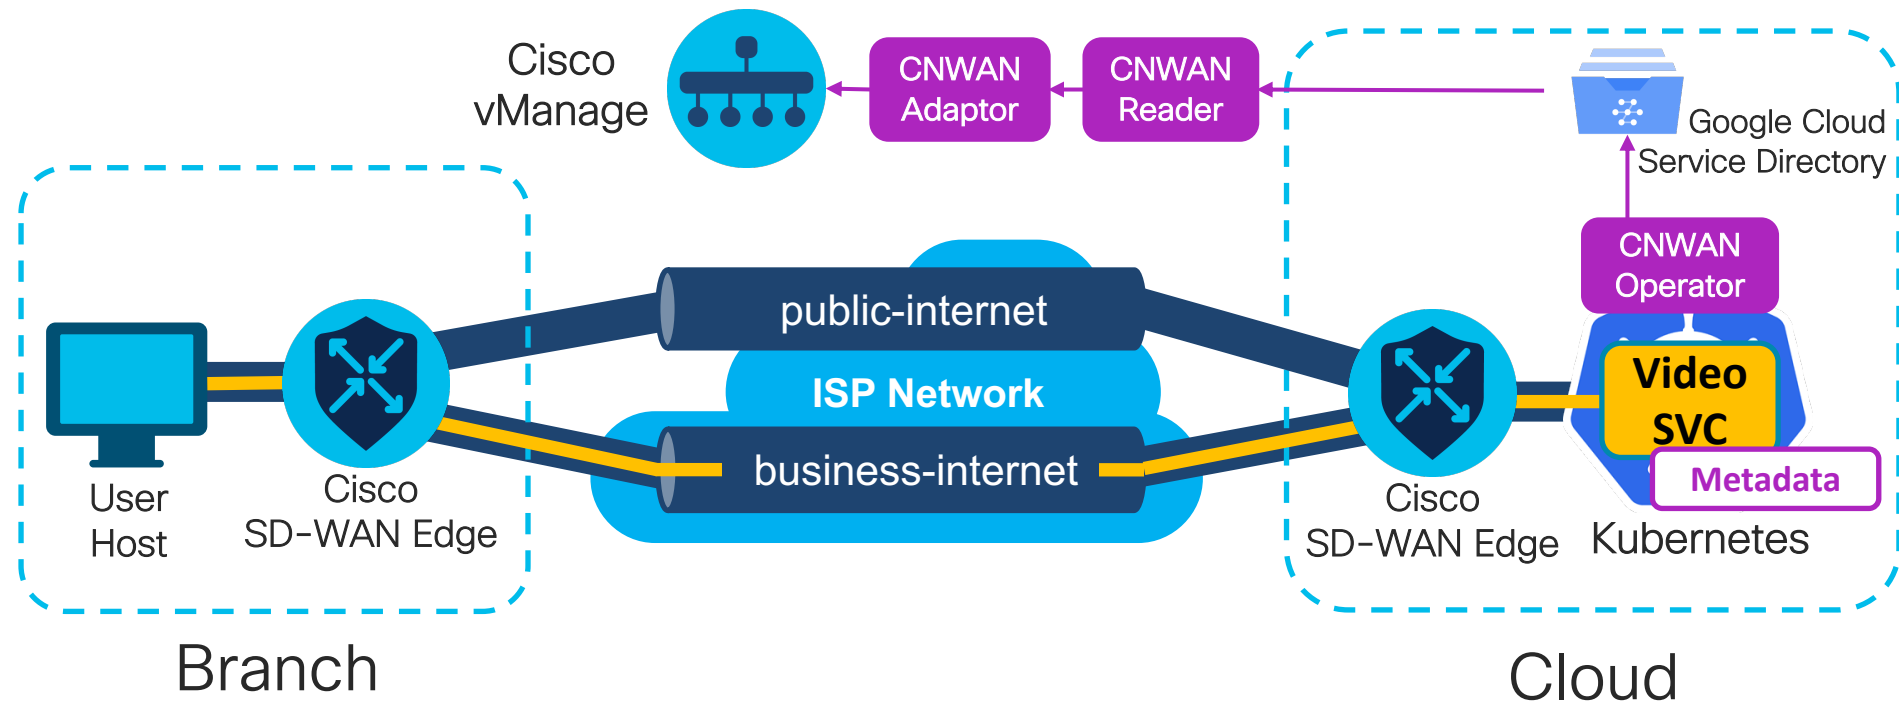 Cisco
vManage
CNWAN
Adaptor
CNWAN
Reader
Google Cloud
Service Directory
CNWAN
Operator
public-internet
ISP Network
business-internet
Video
SVC
Metadata
User
Host
Cisco
SD-WAN Edge
Cisco
SD-WAN Edge
Kubernetes
Branch
Cloud